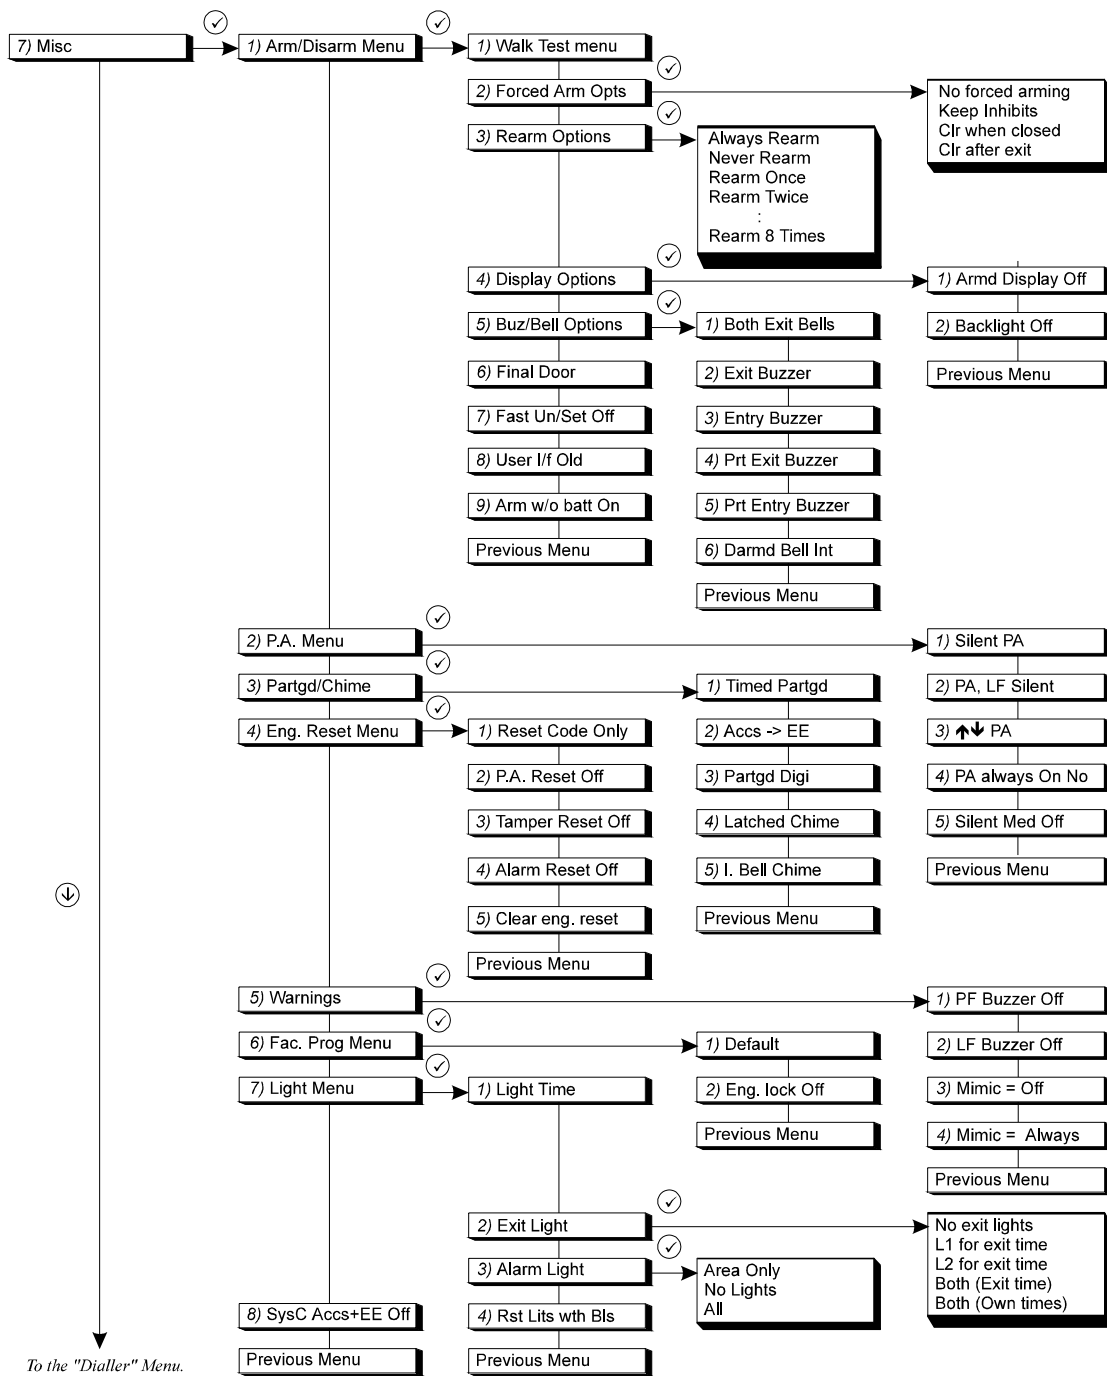 7) Misc
1) Arm/Disarm Menu
1) Walk Test menu
2) Forced Arm Opts
No forced arming
Keep Inhibits
Clr when closed
Clr after exit
3) Rearm Options
Always Rearm
Never Rearm
Rearm Once
Rearm Twice
:
Rearm 8 Times
4) Display Options
1) Armd Display Off
2) Backlight Off
Previous Menu
5) Buz/Bell Options
1) Both Exit Bells
2) Exit Buzzer
3) Entry Buzzer
4) Prt Exit Buzzer
5) Prt Entry Buzzer
6) Darmd Bell Int
Previous Menu
6) Final Door
7) Fast Un/Set Off
8) User I/f Old
9) Arm w/o batt On
Previous Menu
2) P.A. Menu
1) Silent PA
2) PA, LF Silent
3) ↑↓ PA
4) PA always On No
5) Silent Med Off
Previous Menu
3) Partgd/Chime
1) Timed Partgd
2) Accs -> EE
3) Partgd Digi
4) Latched Chime
5) I. Bell Chime
Previous Menu
4) Eng. Reset Menu
1) Reset Code Only
2) P.A. Reset Off
3) Tamper Reset Off
4) Alarm Reset Off
5) Clear eng. reset
Previous Menu
5) Warnings
1) PF Buzzer Off
2) LF Buzzer Off
3) Mimic = Off
4) Mimic = Always
Previous Menu
6) Fac. Prog Menu
1) Default
2) Eng. lock Off
Previous Menu
7) Light Menu
1) Light Time
2) Exit Light
No exit lights
L1 for exit time
L2 for exit time
Both (Exit time)
Both (Own times)
3) Alarm Light
Area Only
No Lights
All
4) Rst Lits wth Bls
Previous Menu
8) SysC Accs+EE Off
Previous Menu
To the "Dialler" Menu.